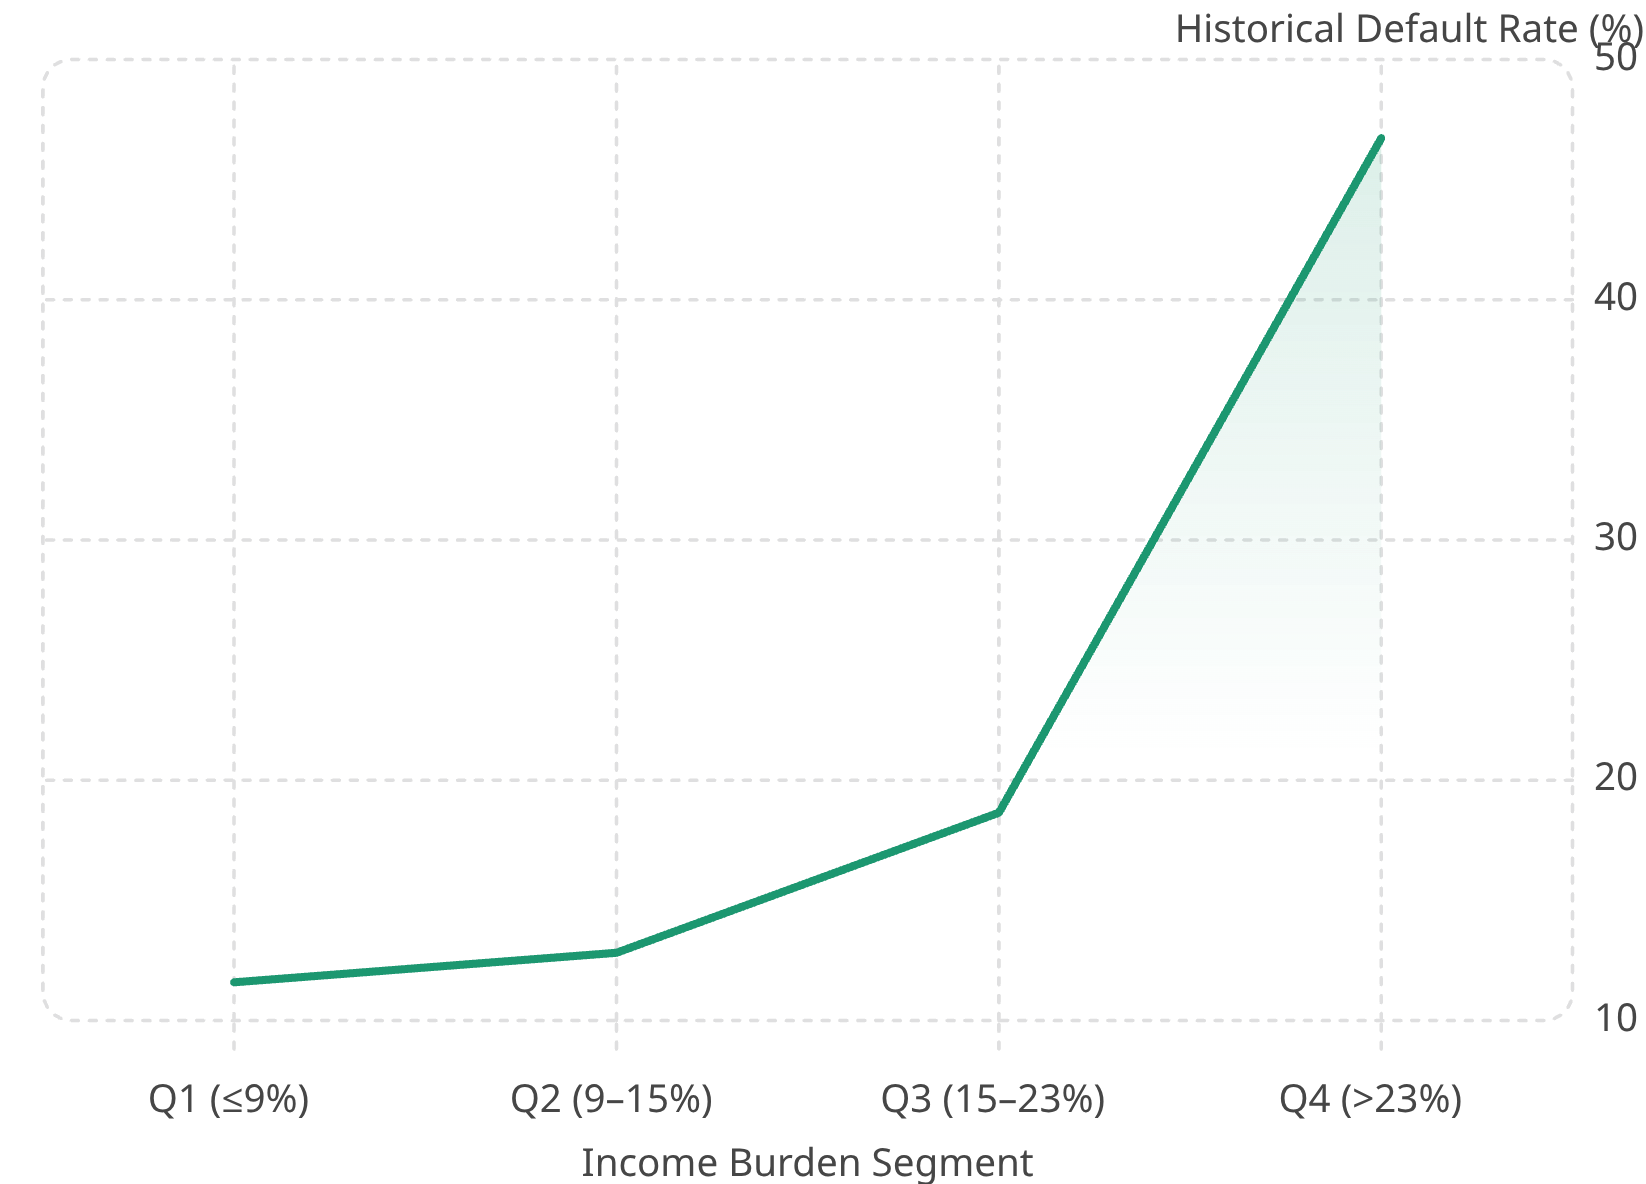 Historical Default Rate (%)
50
40
30
20
10
Q1 (≤9%) Q2 (9–15%) Q3 (15–23%) Q4 (>23%)
Income Burden Segment